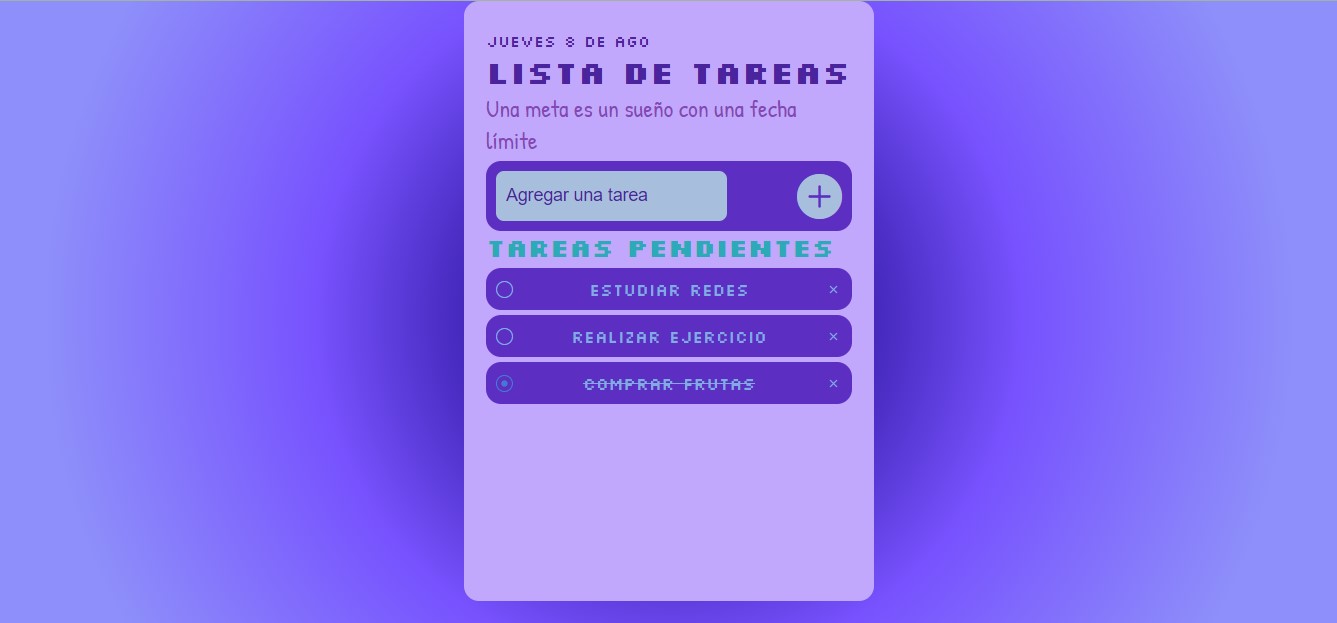 JUEVES 8 DE AGO
LISTA DE TAREAS
Una meta es un sueño con una fecha
límite
Agregar una tarea
TAREAS PENDIENTES
ESTUDIAR REDES
REALIZAR EJERCICIO
COMPRAR FRUTAS